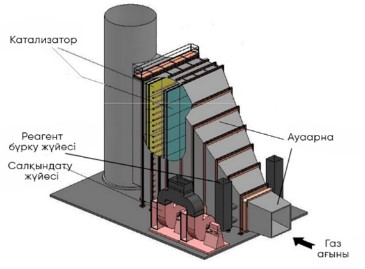 Катализатор
Реагент
бүрку жүйесі
Салқындату
жүйесі
Ауаарна
Газ
ағыны